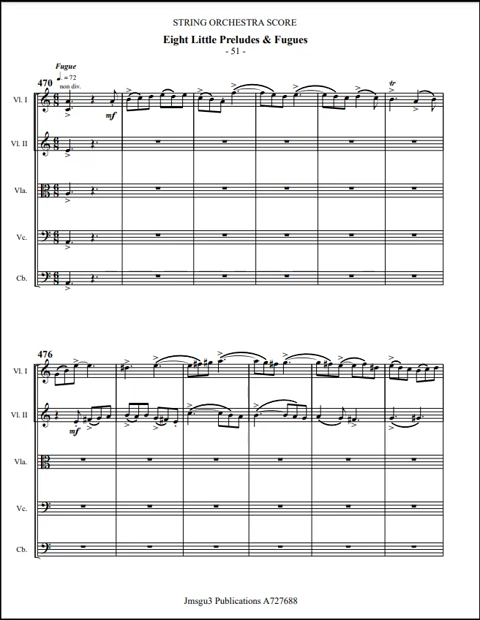 STRING ORCHESTRA SCORE
Eight Little Preludes & Fugues
- 51 -
Fugue
♩. = 72
non div.
470
Vl. I
mf
tr
Vl. II
Vla.
Vc.
Cb.
476
Vl. I
Vl. II
mf
Vla.
Vc.
Cb.
Jmsgu3 Publications A727688